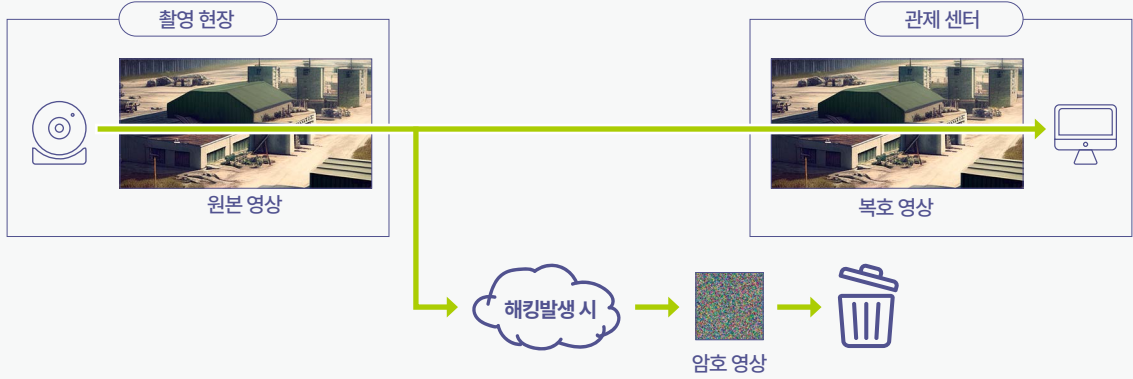 촬영 현장
관제 센터
원본 영상
복호 영상
해킹발생 시
암호 영상